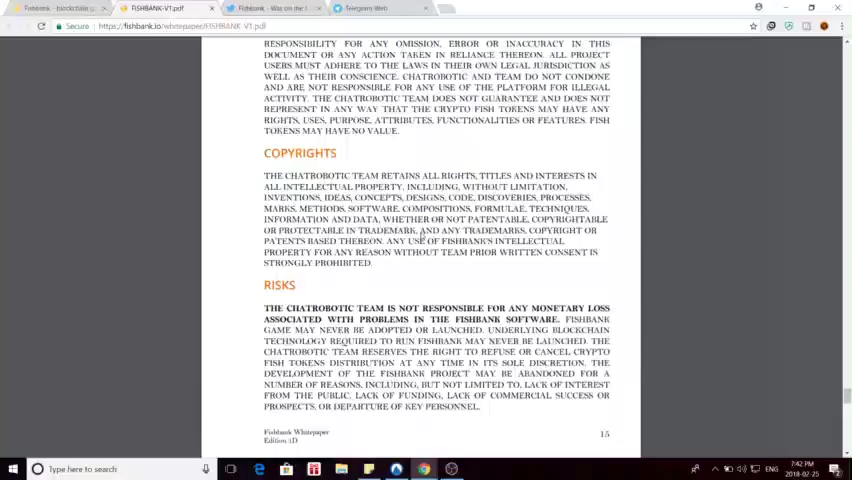 Fishbank - blockchain g
FISHBANK-V1.pdf
Fishbank - Was on the
Telegram Web
Secure
https://fishbank.io/whitepaper/FISHBANK-V1.pdf
RESPONSIBILITY FOR ANY OMISSION, ERROR OR INACCURACY IN THIS
DOCUMENT OR ANY ACTION TAKEN IN RELIANCE THEREON. ALL PROJECT
USERS MUST ADHERE TO THE LAWS IN THEIR OWN LEGAL JURISDICTION AS
WELL AS THEIR CONSCIENCE. CHATROBOTIC AND TEAM DO NOT CONDONE
AND ARE NOT RESPONSIBLE FOR ANY USE OF THE PLATFORM FOR ILLEGAL
ACTIVITY. THE CHATROBOTIC TEAM DOES NOT GUARANTEE AND DOES NOT
REPRESENT IN ANY WAY THAT THE CRYPTO FISH TOKENS MAY HAVE ANY
RIGHTS, USES, PURPOSE, ATTRIBUTES, FUNCTIONALITIES OR FEATURES. FISH
TOKENS MAY HAVE NO VALUE.
COPYRIGHTS
THE CHATROBOTIC TEAM RETAINS ALL RIGHTS, TITLES AND INTERESTS IN
ALL INTELLECTUAL PROPERTY, INCLUDING, WITHOUT LIMITATION,
INVENTIONS, IDEAS, CONCEPTS, DESIGNS, CODE, DISCOVERIES, PROCESSES,
MARKS, METHODS, SOFTWARE, COMPOSITIONS, FORMULAE, TECHNIQUES,
INFORMATION AND DATA, WHETHER OR NOT PATENTABLE, COPYRIGHTABLE
OR PROTECTABLE IN TRADEMARK, AND ANY TRADEMARKS, COPYRIGHT OR
PATENTS BASED THEREON. ANY USE OF FISHBANK'S INTELLECTUAL
PROPERTY FOR ANY REASON WITHOUT TEAM PRIOR WRITTEN CONSENT IS
STRONGLY PROHIBITED.
RISKS
THE CHATROBOTIC TEAM IS NOT RESPONSIBLE FOR ANY MONETARY LOSS
ASSOCIATED WITH PROBLEMS IN THE FISHBANK SOFTWARE. FISHBANK
GAME MAY NEVER BE ADOPTED OR LAUNCHED. UNDERLYING BLOCKCHAIN
TECHNOLOGY REQUIRED TO RUN FISHBANK MAY NEVER BE LAUNCHED. THE
CHATROBOTIC TEAM RESERVES THE RIGHT TO REFUSE OR CANCEL CRYPTO
FISH TOKENS DISTRIBUTION AT ANY TIME IN ITS SOLE DISCRETION. THE
DEVELOPMENT OF THE FISHBANK PROJECT MAY BE ABANDONED FOR A
NUMBER OF REASONS, INCLUDING, BUT NOT LIMITED TO, LACK OF INTEREST
FROM THE PUBLIC, LACK OF FUNDING, LACK OF COMMERCIAL SUCCESS OR
PROSPECTS, OR DEPARTURE OF KEY PERSONNEL.
Fishbank Whitepaper
Edition 1D
15
Type here to search
ENG
7:42 PM
2018-02-25